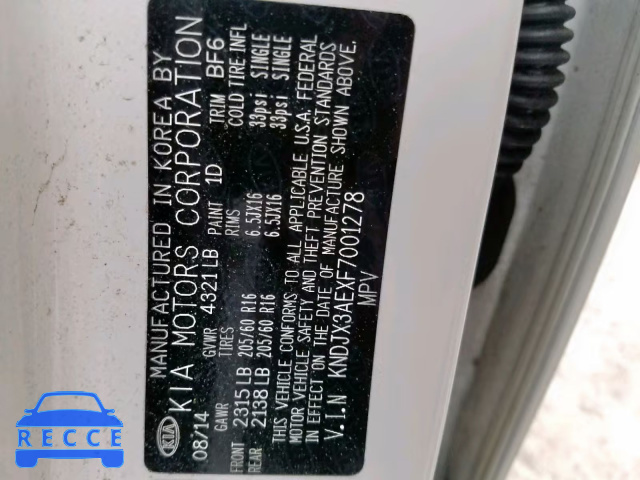 MANUFACTURED IN KOREA BY
KIA KIA MOTORS CORPORATION
08/14 GVWR 4321LB PAINT 1D TRIM BF6
GAWR TIRES RIMS COLD TIRE INFL
FRONT 2315LB 205/60 R16 6.5JX16 33psi SINGLE
REAR 2138LB 205/60 R16 6.5JX16 33psi SINGLE
THIS VEHICLE CONFORMS TO ALL APPLICABLE U.S.A. FEDERAL
MOTOR VEHICLE SAFETY AND THEFT PREVENTION STANDARDS
IN EFFECT ON THE DATE OF MANUFACTURE SHOWN ABOVE.
V.I.N KNDJX3AEXF7001278
MPV
RECCE